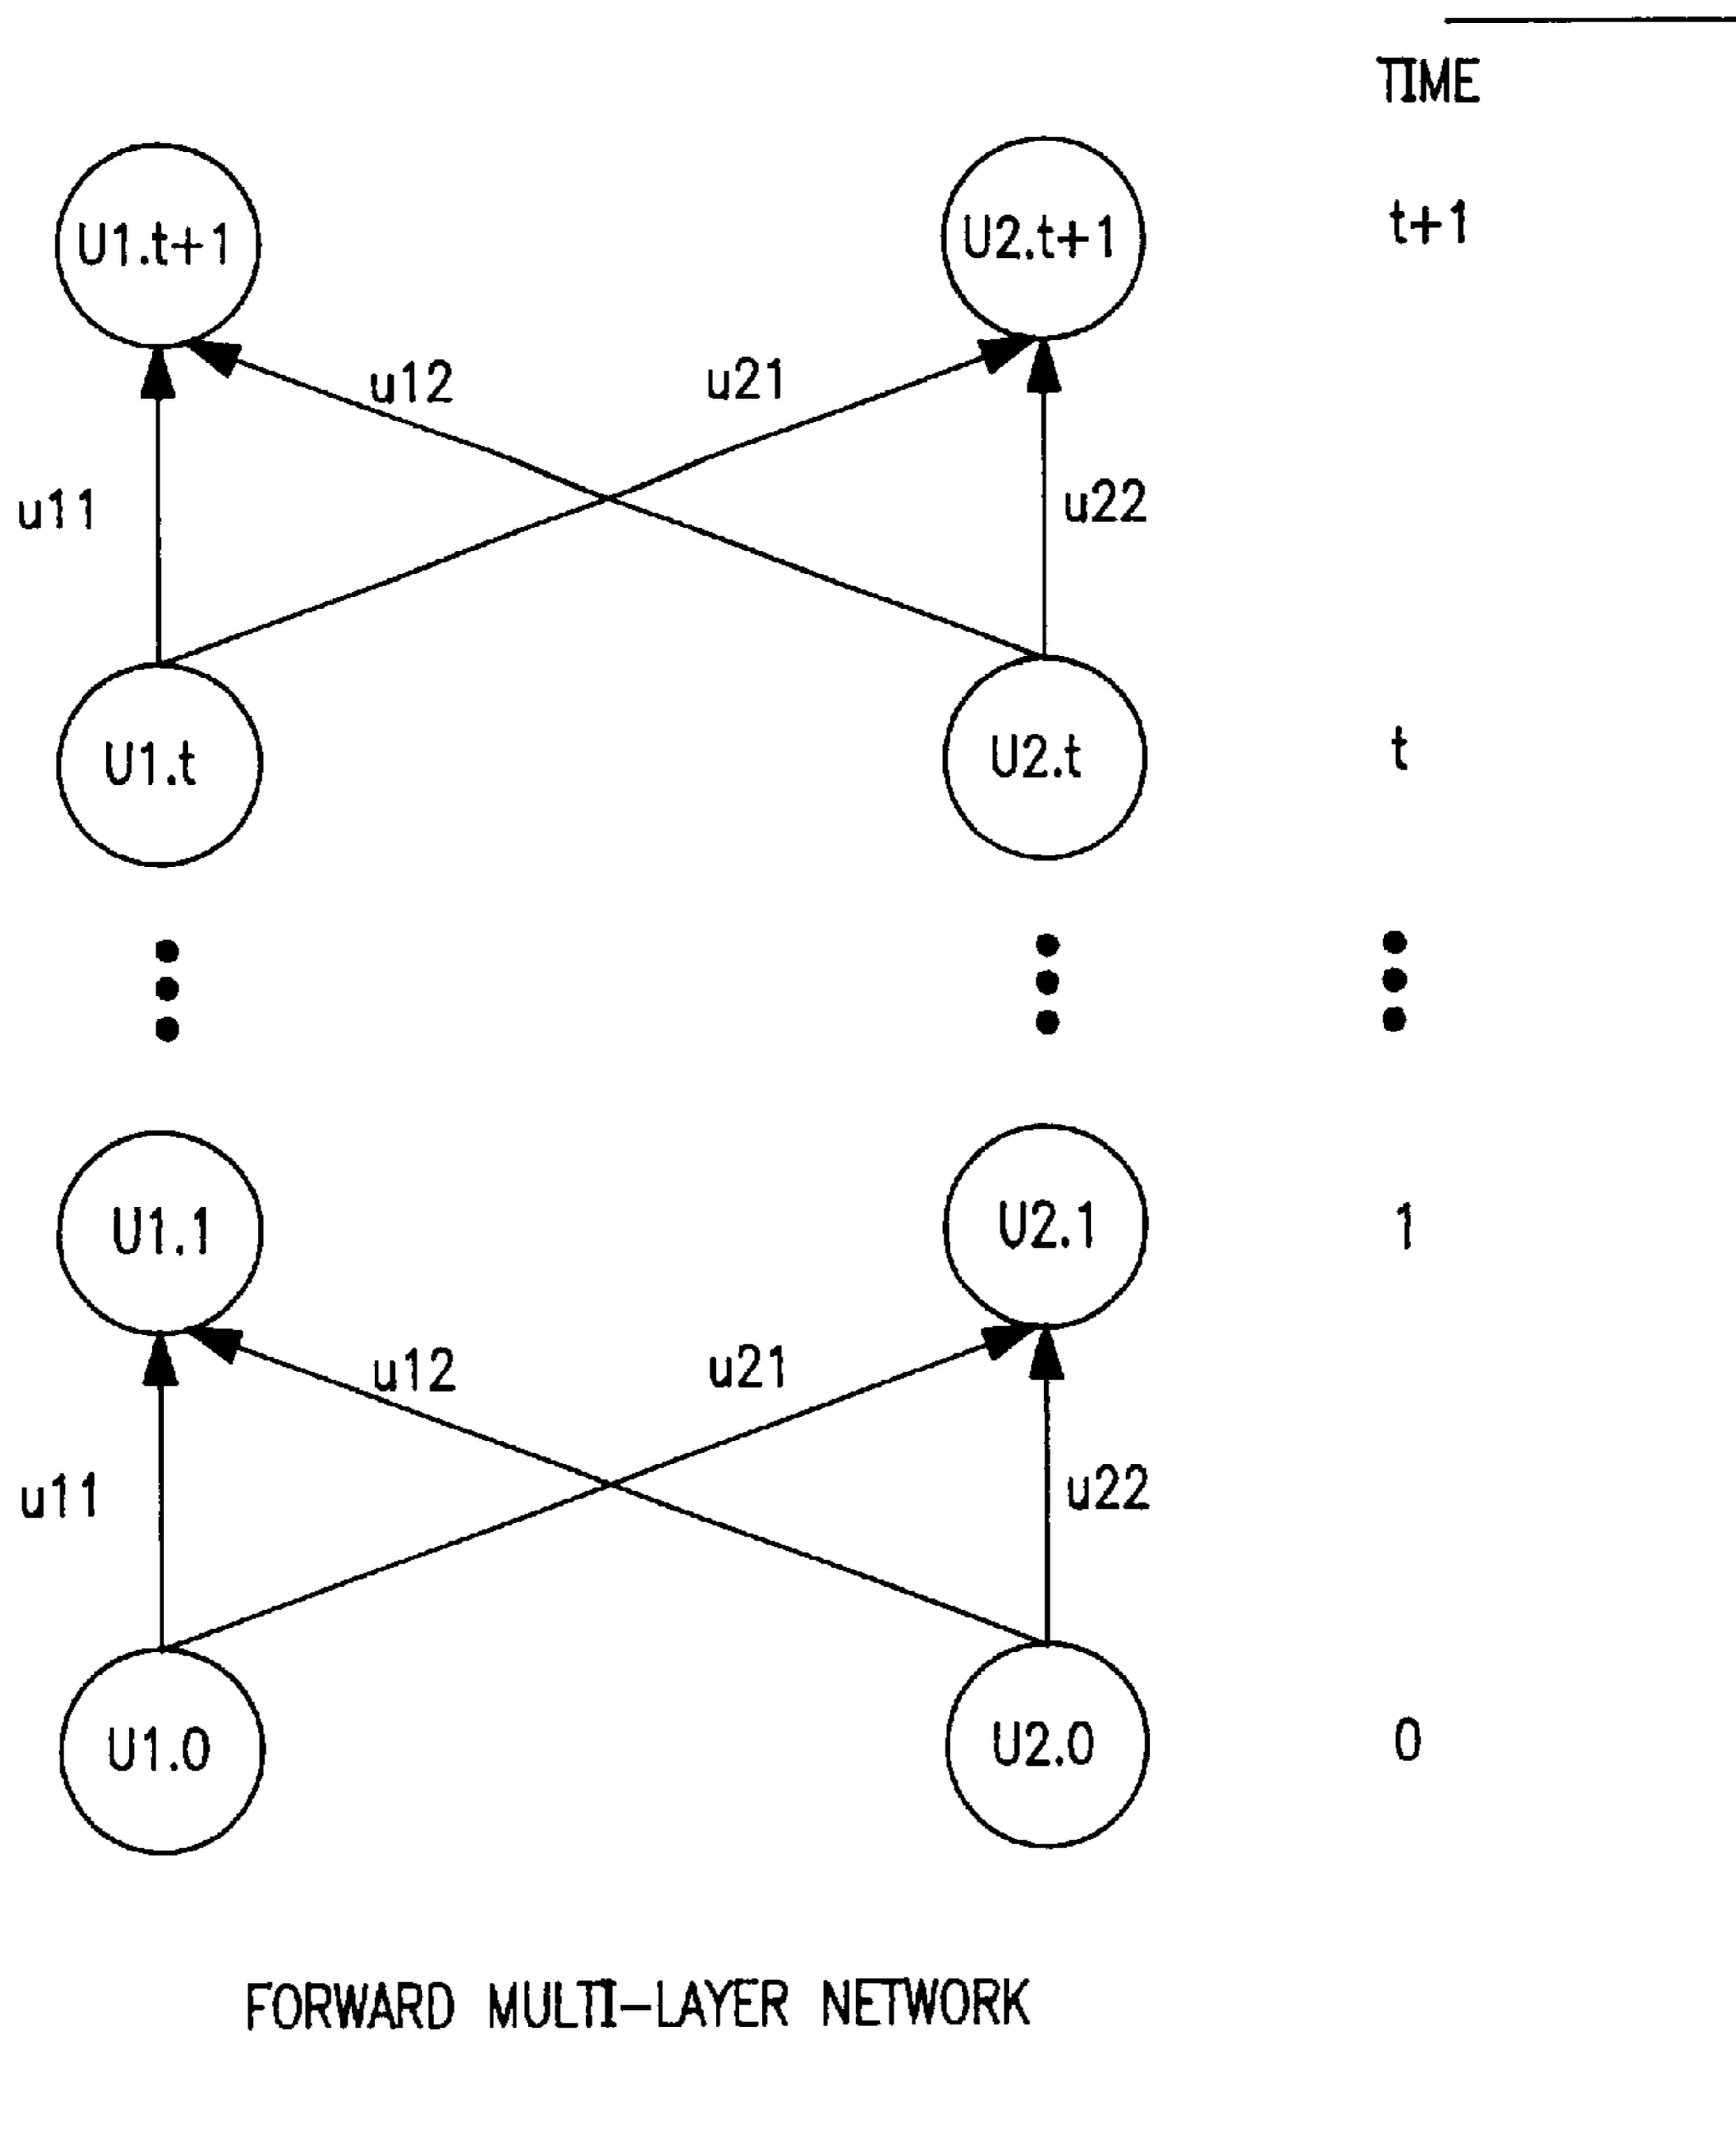 TIME
U1.t+1
U2.t+1
t+1
u12
u21
u11
u22
U1.t
U2.t
t
U1.1
U2.1
1
u12
u21
u11
u22
U1.0
U2.0
0
FORWARD MULTI-LAYER NETWORK